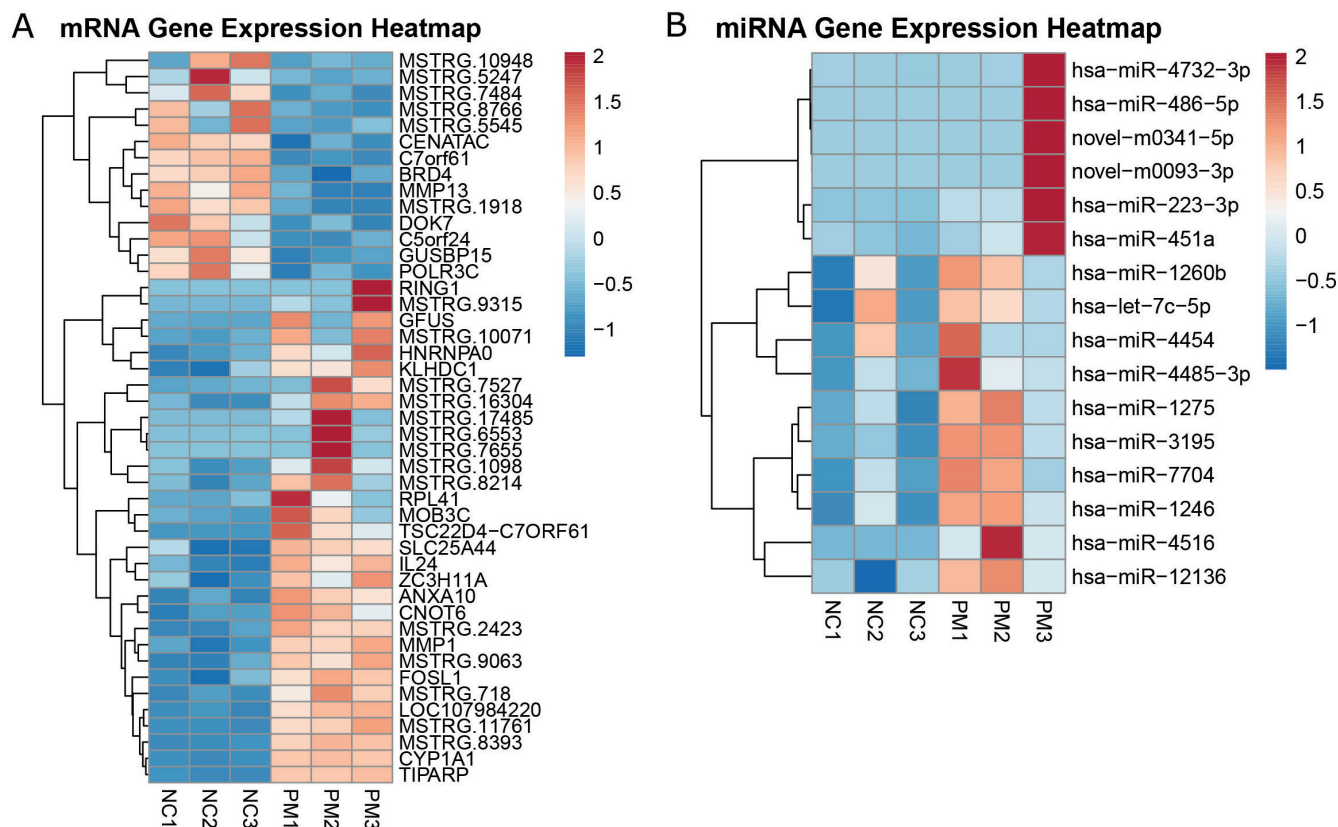 A mRNA Gene Expression Heatmap
MSTRG.10948
MSTRG.5247
MSTRG.7484
MSTRG.8766
MSTRG.5545
CENATAC
C7orf61
BRD4
MMP13
MSTRG.1918
DOK7
C5orf24
GUSBP15
POLR3C
RING1
MSTRG.9315
GFUS
MSTRG.10071
HNRNPA0
KLHDC1
MSTRG.7527
MSTRG.16304
MSTRG.17485
MSTRG.6553
MSTRG.7655
MSTRG.1098
MSTRG.8214
RPL41
MOB3C
TSC22D4−C7ORF61
SLC25A44
IL24
ZC3H11A
ANXA10
CNOT6
MSTRG.2423
MMP1
MSTRG.9063
FOSL1
MSTRG.718
LOC107984220
MSTRG.11761
MSTRG.8393
CYP1A1
TIPARP
2
1.5
1
0.5
0
−0.5
−1
NC1 NC2 NC3 PM1 PM2 PM3
B miRNA Gene Expression Heatmap
hsa−miR−4732−3p
hsa−miR−486−5p
novel−m0341−5p
novel−m0093−3p
hsa−miR−223−3p
hsa−miR−451a
hsa−miR−1260b
hsa−let−7c−5p
hsa−miR−4454
hsa−miR−4485−3p
hsa−miR−1275
hsa−miR−3195
hsa−miR−7704
hsa−miR−1246
hsa−miR−4516
hsa−miR−12136
2
1.5
1
0.5
0
−0.5
−1
NC1 NC2 NC3 PM1 PM2 PM3